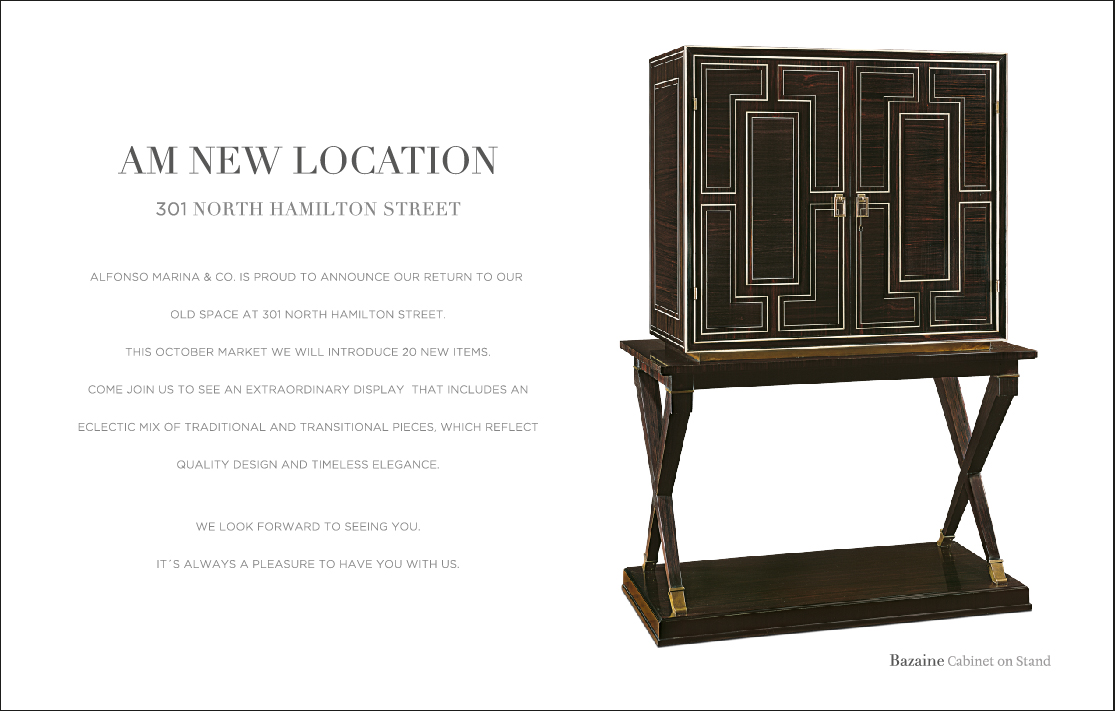 AM NEW LOCATION
301 NORTH HAMILTON STREET
ALFONSO MARINA & CO. IS PROUD TO ANNOUNCE OUR RETURN TO OUR
OLD SPACE AT 301 NORTH HAMILTON STREET.
THIS OCTOBER MARKET WE WILL INTRODUCE 20 NEW ITEMS.
COME JOIN US TO SEE AN EXTRAORDINARY DISPLAY THAT INCLUDES AN
ECLECTIC MIX OF TRADITIONAL AND TRANSITIONAL PIECES, WHICH REFLECT
QUALITY DESIGN AND TIMELESS ELEGANCE.
WE LOOK FORWARD TO SEEING YOU.
IT´S ALWAYS A PLEASURE TO HAVE YOU WITH US.
Bazaine Cabinet on Stand